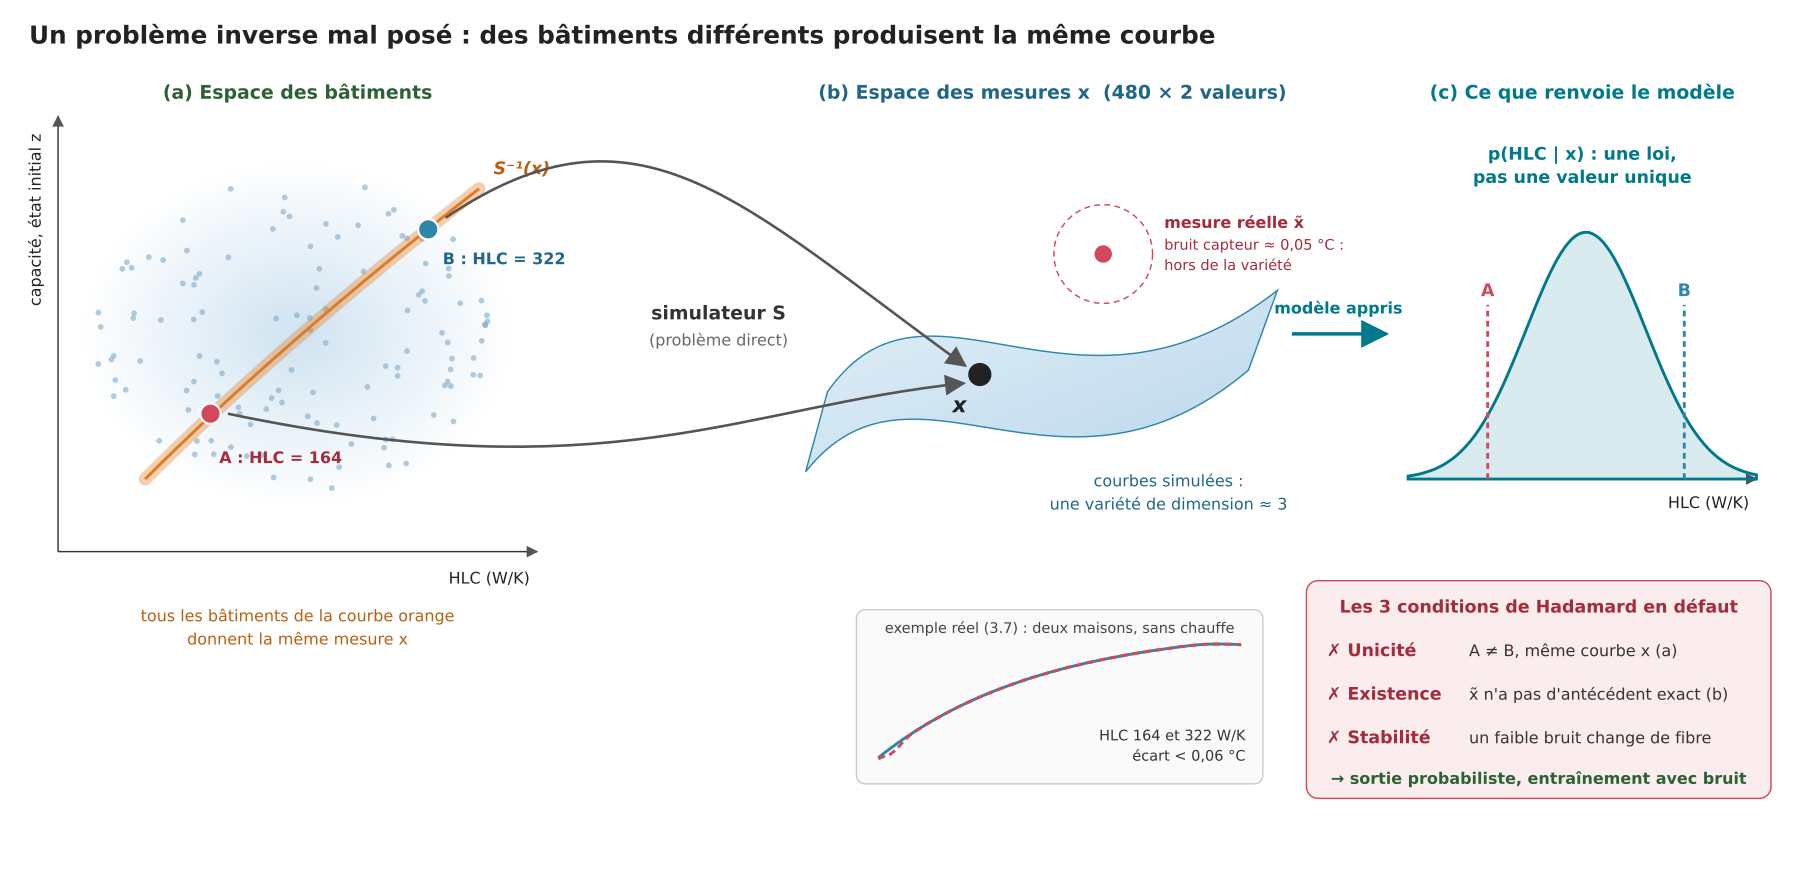 Un problème inverse mal posé : des bâtiments différents produisent la même courbe
(a) Espace des bâtiments
capacité, état initial z
S⁻¹(x)
B : HLC = 322
A : HLC = 164
HLC (W/K)
tous les bâtiments de la courbe orange
donnent la même mesure x
simulateur S
(problème direct)
(b) Espace des mesures x (480 × 2 valeurs)
mesure réelle x̃
bruit capteur ≈ 0,05 °C :
hors de la variété
x
courbes simulées :
une variété de dimension ≈ 3
modèle appris
(c) Ce que renvoie le modèle
p(HLC | x) : une loi,
pas une valeur unique
A
B
HLC (W/K)
exemple réel (3.7) : deux maisons, sans chauffe
HLC 164 et 322 W/K
écart < 0,06 °C
Les 3 conditions de Hadamard en défaut
✗ Unicité A ≠ B, même courbe x (a)
✗ Existence x̃ n'a pas d'antécédent exact (b)
✗ Stabilité un faible bruit change de fibre
→ sortie probabiliste, entraînement avec bruit